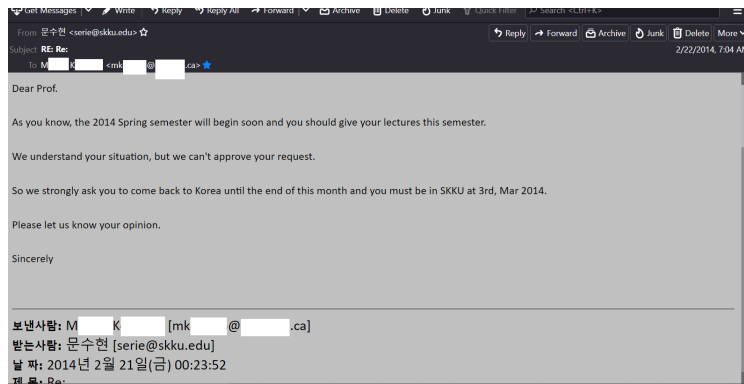 Get Messages Write Reply Reply All Forward Archive Delete Junk Quick Filter Search <Ctrl+K>
From 문수현 <serie@skku.edu> Reply Forward Archive Junk Delete More
Subject RE: Re: 2/22/2014, 7:04 AM
To M K <mk @ .ca>
Dear Prof.
As you know, the 2014 Spring semester will begin soon and you should give your lectures this semester.
We understand your situation, but we can't approve your request.
So we strongly ask you to come back to Korea until the end of this month and you must be in SKKU at 3rd, Mar 2014.
Please let us know your opinion.
Sincerely
보낸사람: M K [mk @ .ca]
받는사람: 문수현 [serie@skku.edu]
날 짜: 2014년 2월 21일(금) 00:23:52
제 목: Re: